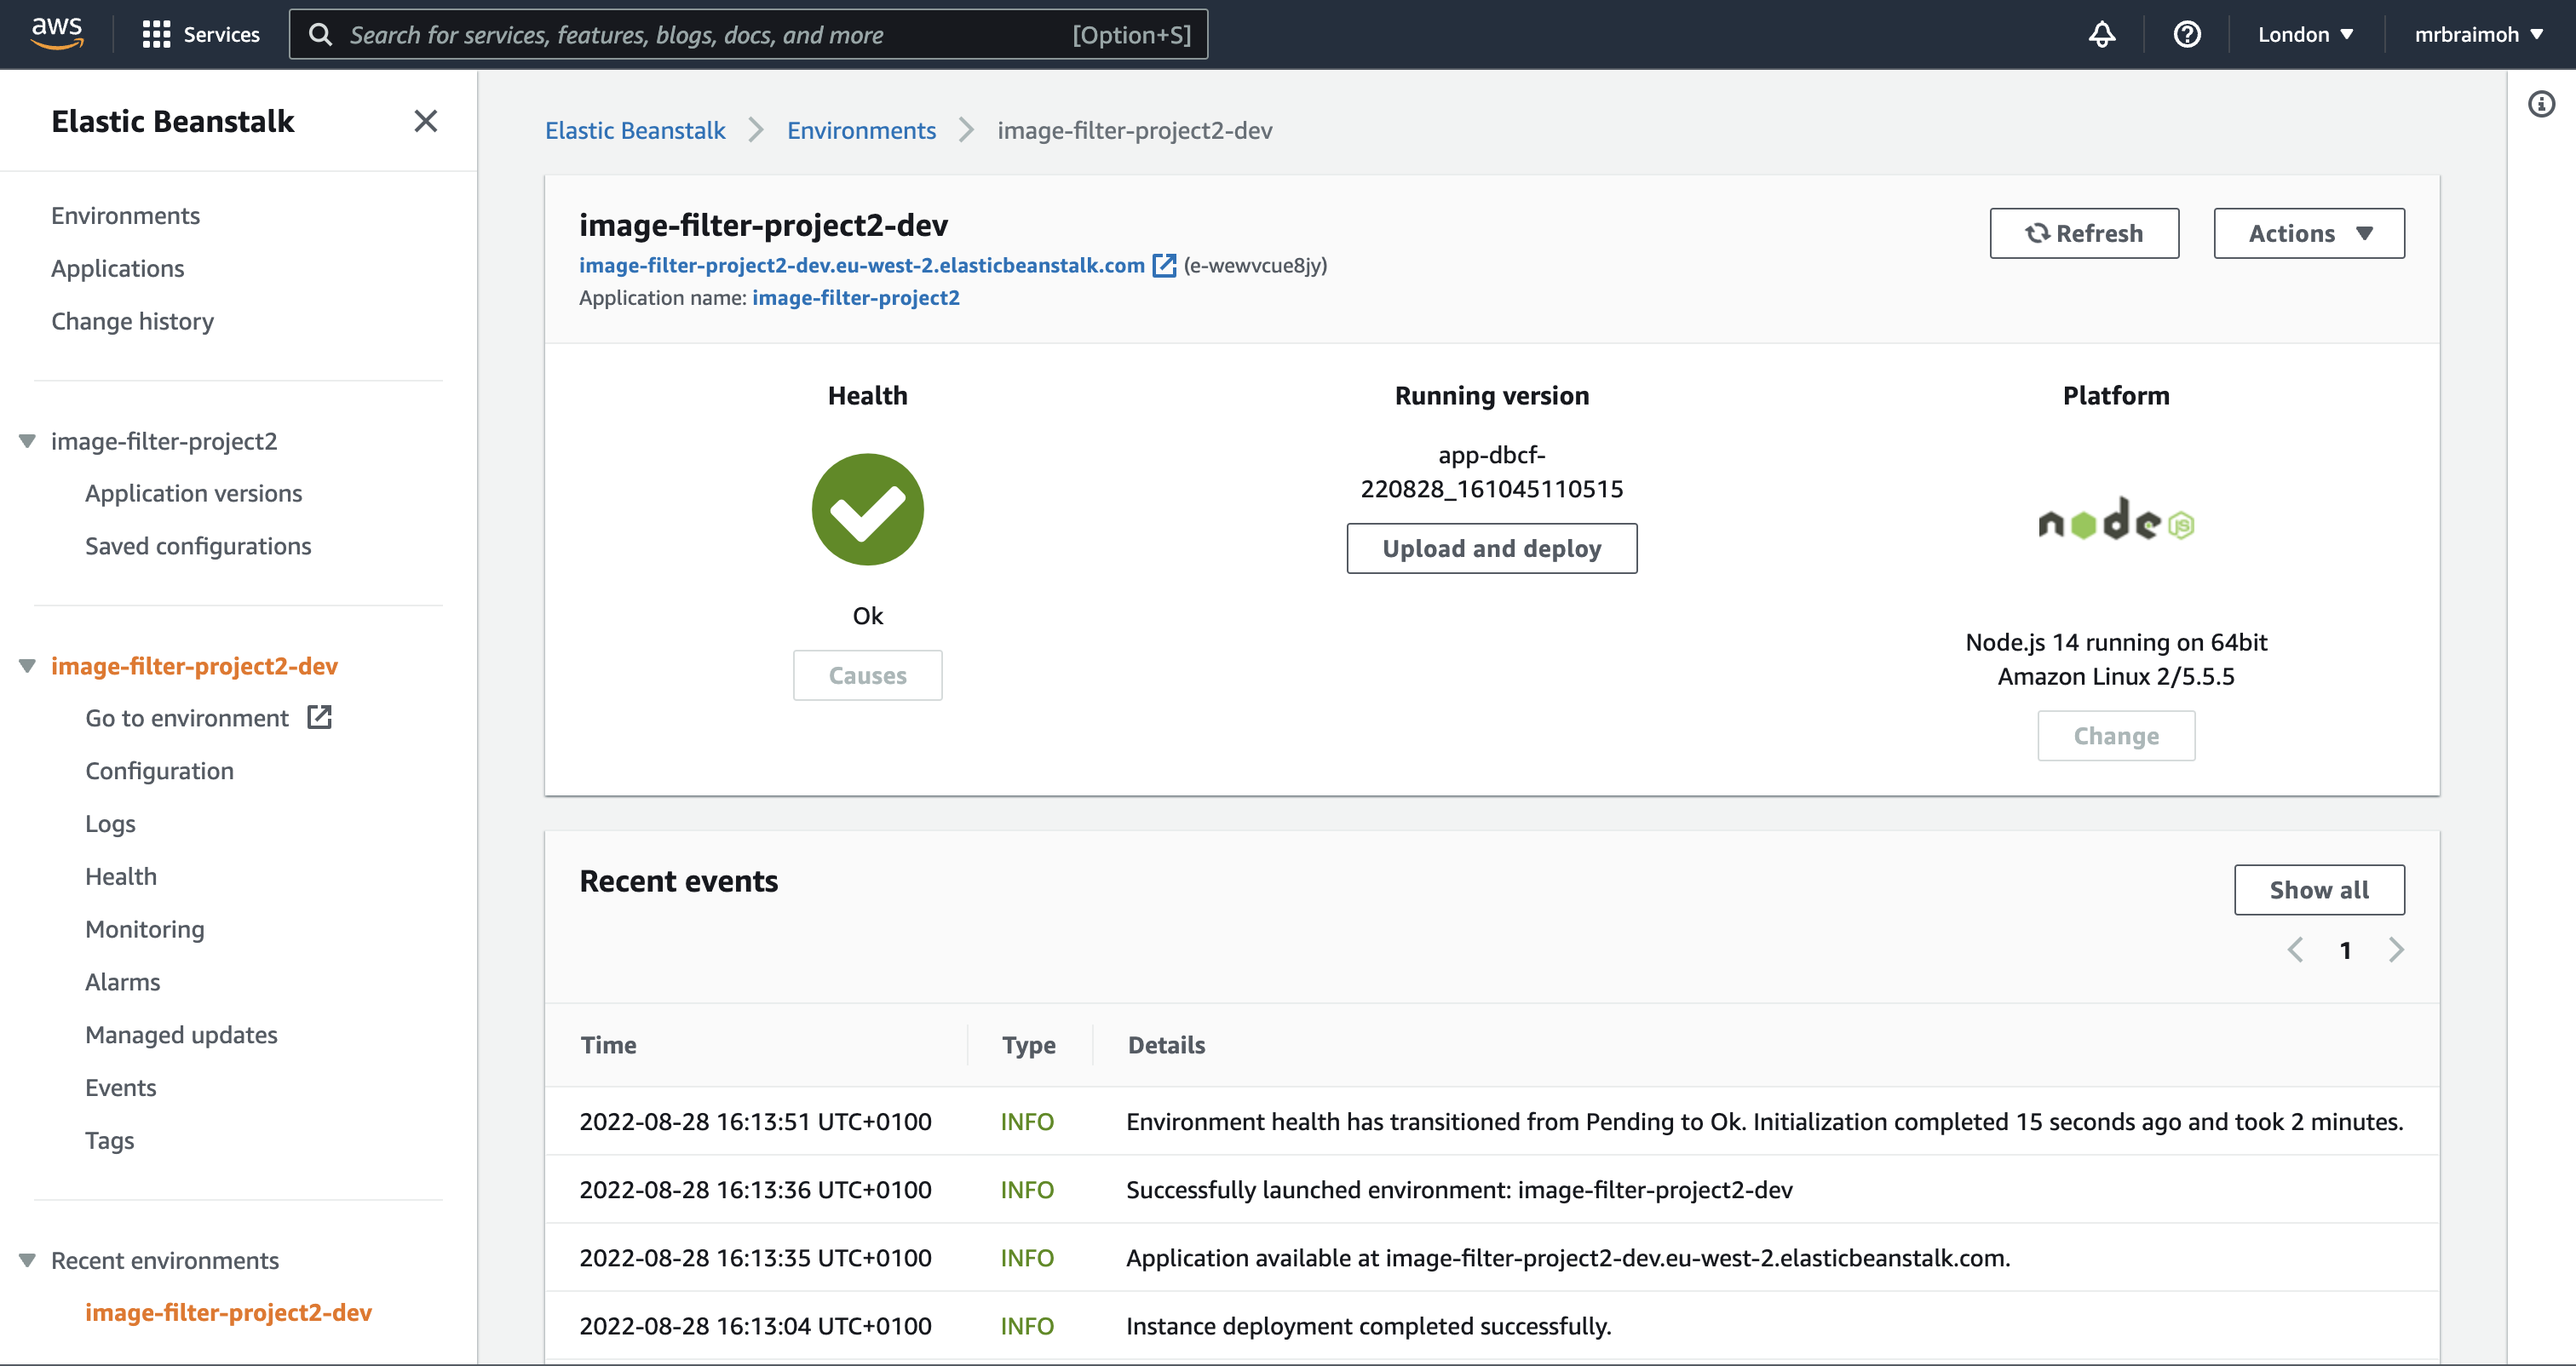 aws
Services
Search for services, features, blogs, docs, and more
[Option+S]
London
mrbraimoh
Elastic Beanstalk
Environments
Applications
Change history
image-filter-project2
Application versions
Saved configurations
image-filter-project2-dev
Go to environment
Configuration
Logs
Health
Monitoring
Alarms
Managed updates
Events
Tags
Recent environments
image-filter-project2-dev
Elastic Beanstalk > Environments > image-filter-project2-dev
image-filter-project2-dev
image-filter-project2-dev.eu-west-2.elasticbeanstalk.com (e-wewvcue8jy)
Application name: image-filter-project2
Refresh
Actions
Health
Ok
Causes
Running version
app-dbcf-
220828_161045110515
Upload and deploy
Platform
node JS
Node.js 14 running on 64bit
Amazon Linux 2/5.5.5
Change
Recent events
Show all
1
Time Type Details
2022-08-28 16:13:51 UTC+0100 INFO Environment health has transitioned from Pending to Ok. Initialization completed 15 seconds ago and took 2 minutes.
2022-08-28 16:13:36 UTC+0100 INFO Successfully launched environment: image-filter-project2-dev
2022-08-28 16:13:35 UTC+0100 INFO Application available at image-filter-project2-dev.eu-west-2.elasticbeanstalk.com.
2022-08-28 16:13:04 UTC+0100 INFO Instance deployment completed successfully.